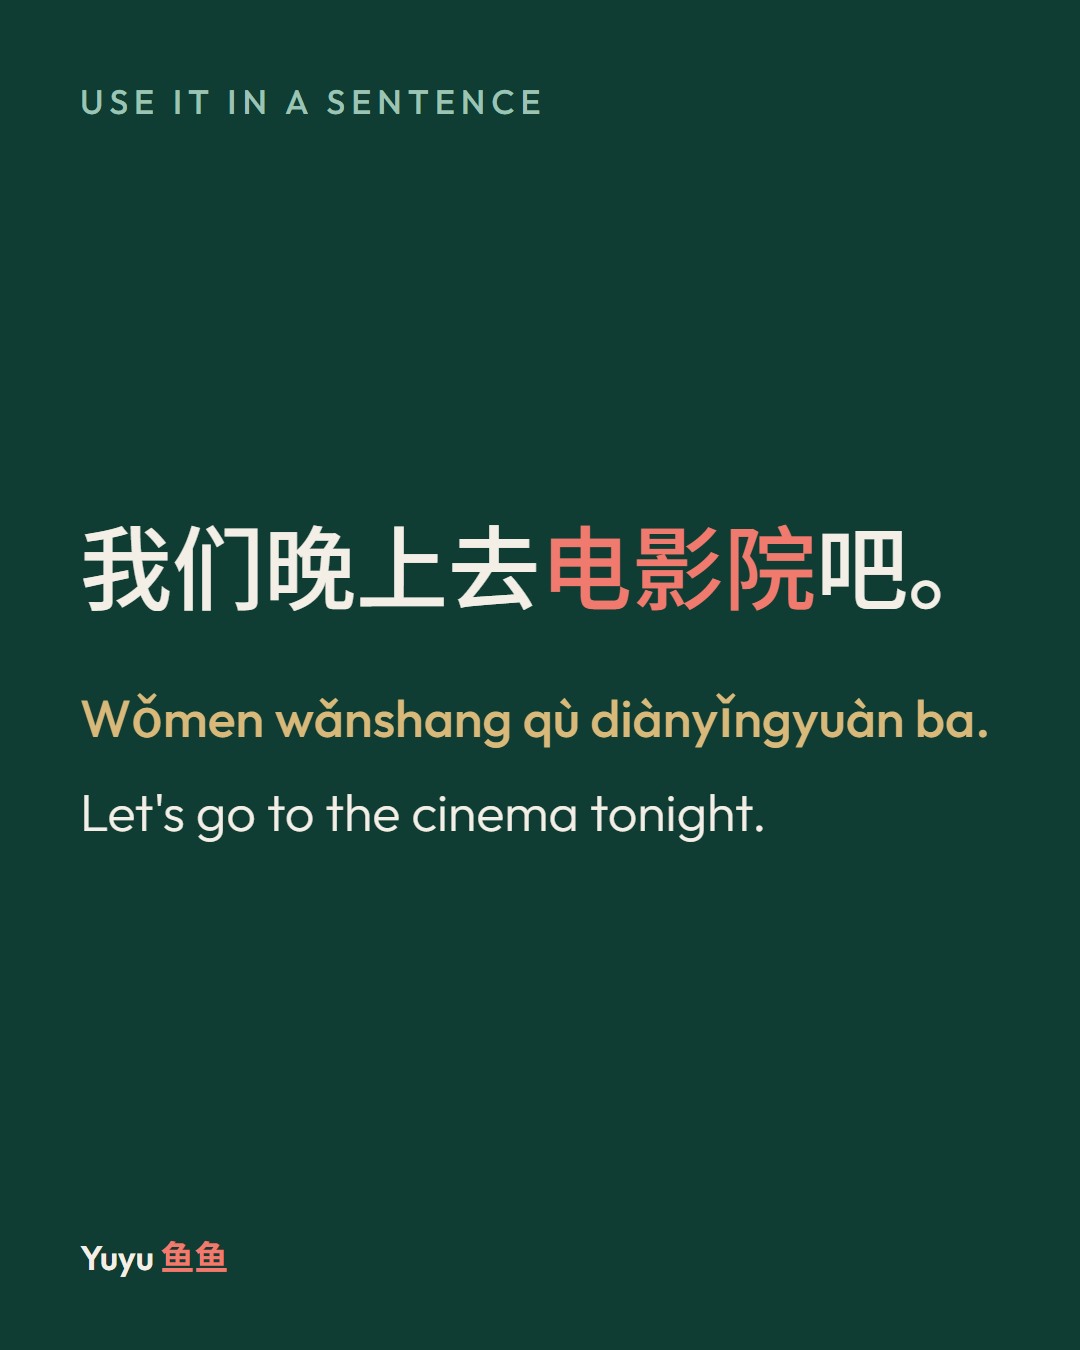 USE IT IN A SENTENCE
我们晚上去电影院吧。
Wǒmen wǎnshang qù diànyǐngyuàn ba.
Let's go to the cinema tonight.
Yuyu 鱼鱼